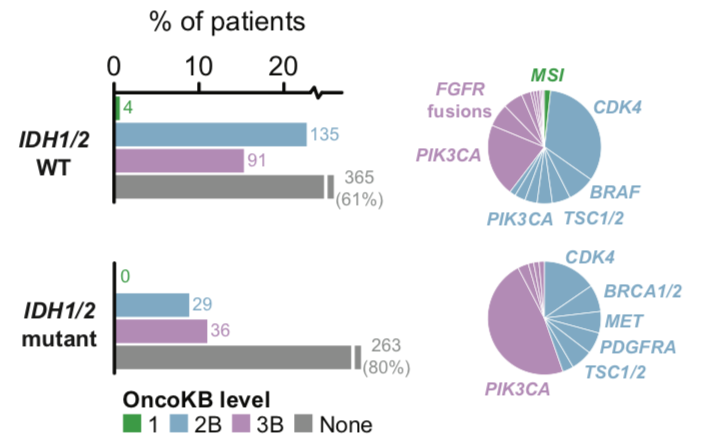 % of patients
0 10 20
IDH1/2
WT
4
135
91
365
(61%)
MSI
FGFR
fusions
CDK4
PIK3CA
BRAF
PIK3CA TSC1/2
IDH1/2
mutant
0
29
36
263
(80%)
CDK4
BRCA1/2
MET
PDGFRA
TSC1/2
PIK3CA
OncoKB level
1 2B 3B None